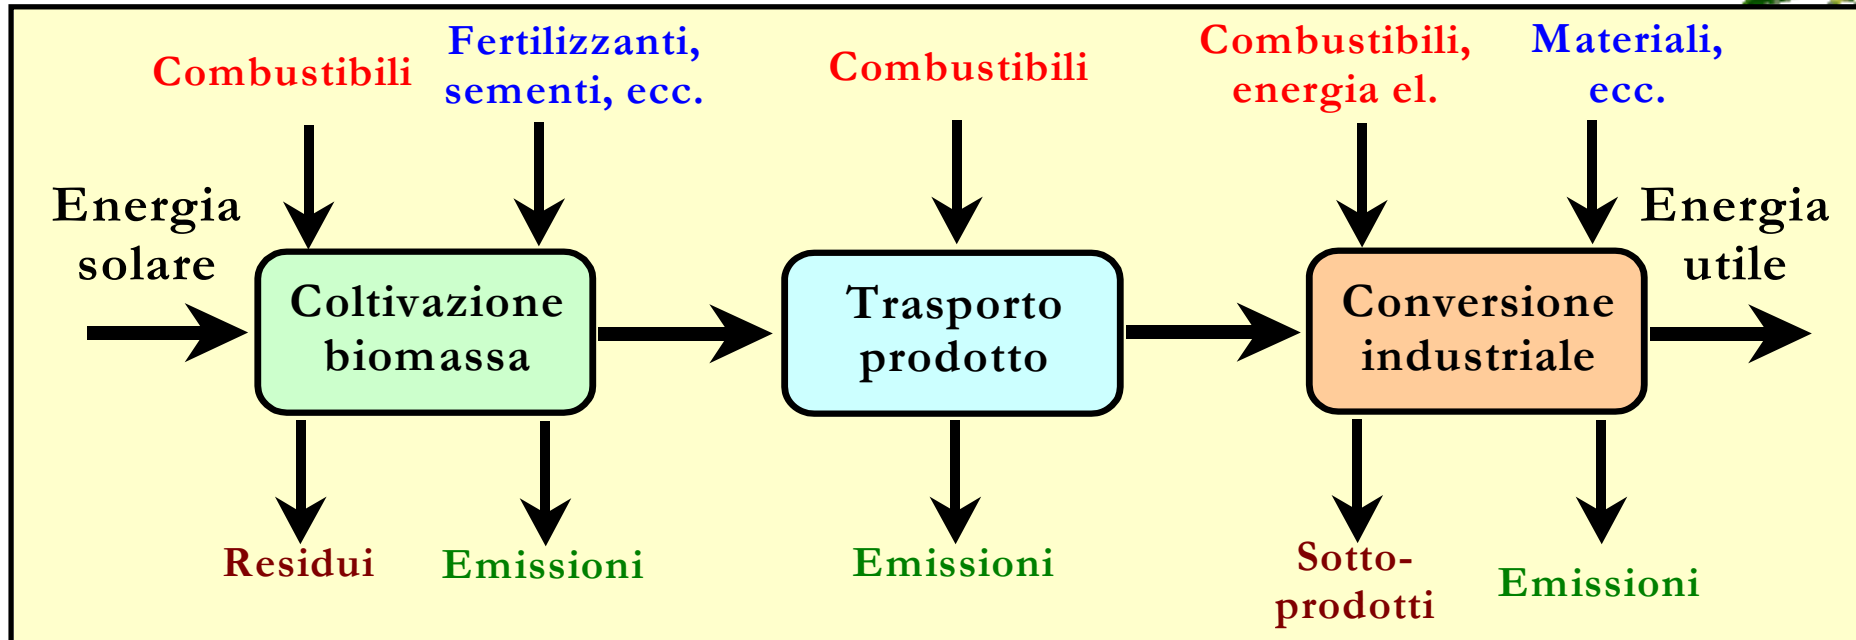 Combustibili
Fertilizzanti,
sementi, ecc.
Combustibili
Combustibili,
energia el.
Materiali,
ecc.
Energia
solare
Coltivazione
biomassa
Trasporto
prodotto
Conversione
industriale
Energia
utile
Residui
Emissioni
Emissioni
Sotto-
prodotti
Emissioni